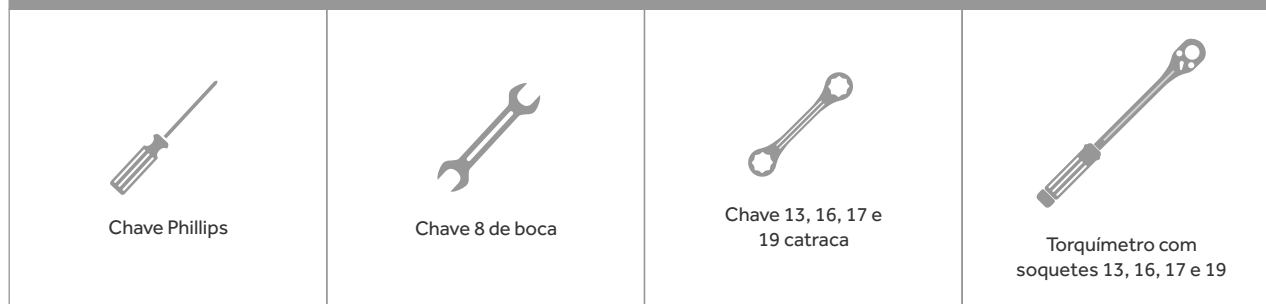 Chave Phillips
Chave 8 de boca
Chave 13, 16, 17 e
19 catraca
Torquímetro com
soquetes 13, 16, 17 e 19